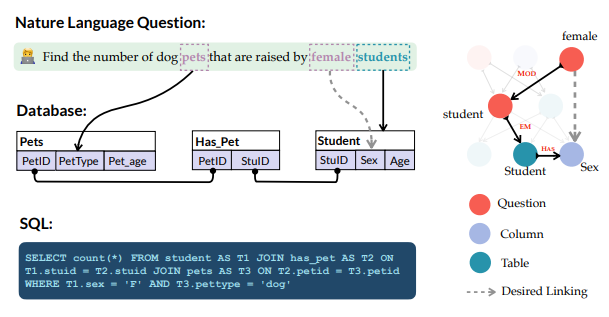 Nature Language Question:
Find the number of dog pets that are raised by female students
Database:
Pets
PetID PetType Pet_age
Has_Pet
PetID StuID
Student
StuID Sex Age
SQL:
SELECT count(*) FROM student AS T1 JOIN has_pet AS T2 ON
T1.stuid = T2.stuid JOIN pets AS T3 ON T2.petid = T3.petid
WHERE T1.sex = 'F' AND T3.pettype = 'dog'
female
MOD
student
EM
Has
Student
Sex
Question
Column
Table
Desired Linking